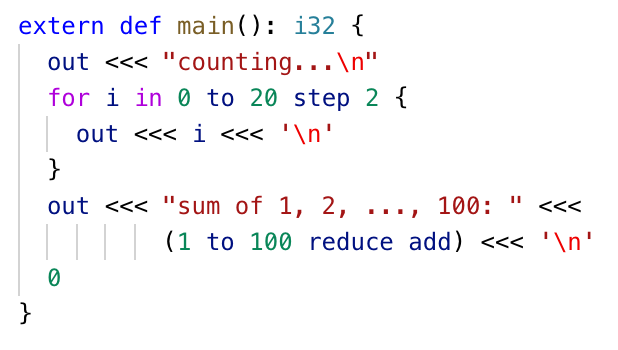 extern def main(): i32 {
  out <<< "counting...\n"
  for i in 0 to 20 step 2 {
    out <<< i <<< '\n'
  }
  out <<< "sum of 1, 2, ..., 100: " <<<
          (1 to 100 reduce add) <<< '\n'
  0
}